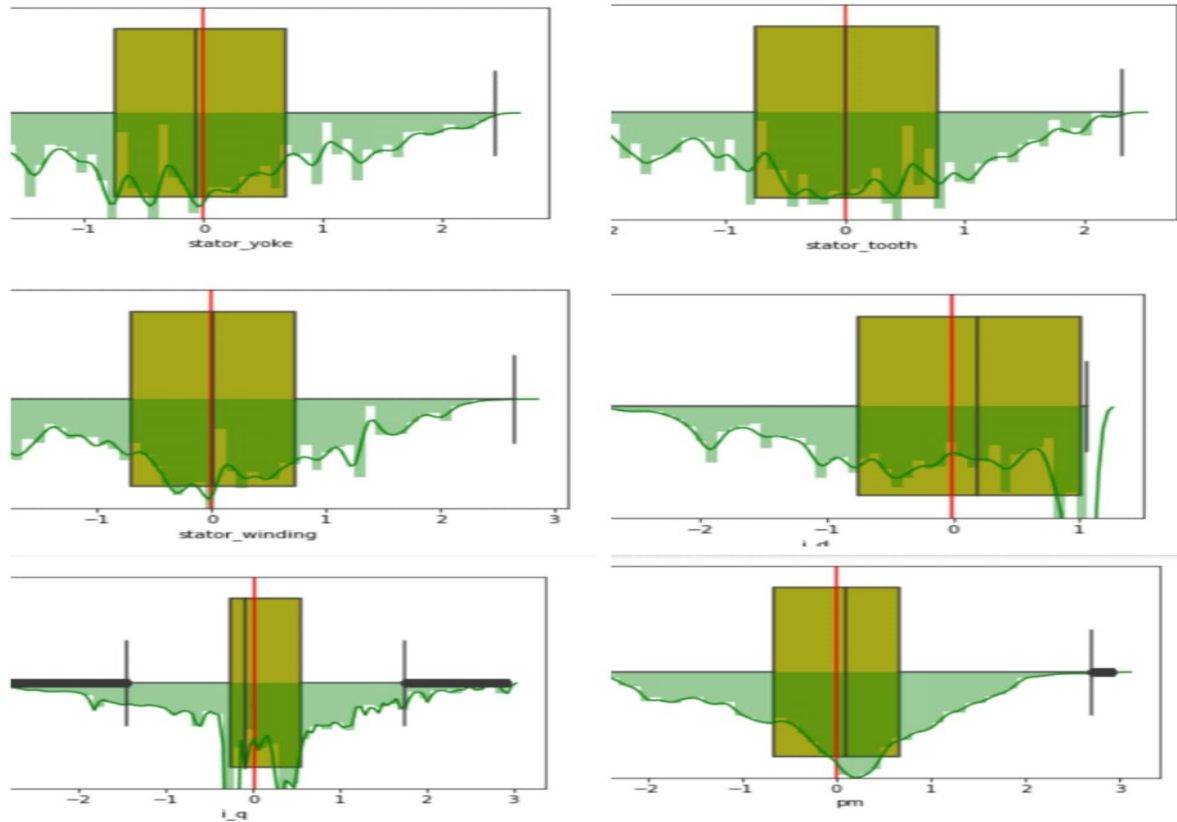 −1 0 1 2
stator_yoke
2 −1 0 1 2
stator_tooth
−1 0 1 2 3
stator_winding
−2 −1 0 1
−2 −1 0 1 2 3
i_q
−2 −1 0 1 2 3
pm